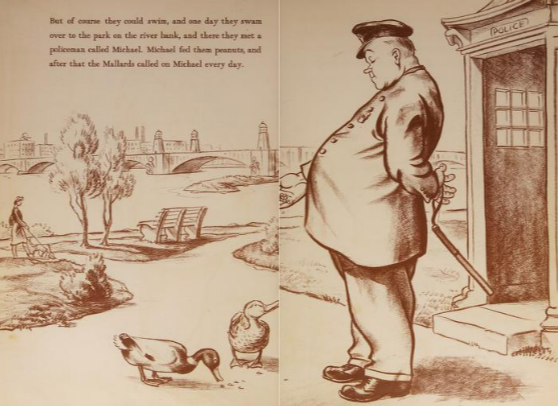 But of course they could swim, and one day they swam
over to the park on the river bank, and there they met a
policeman called Michael. Michael fed them peanuts, and
after that the Mallards called on Michael every day.
POLICE